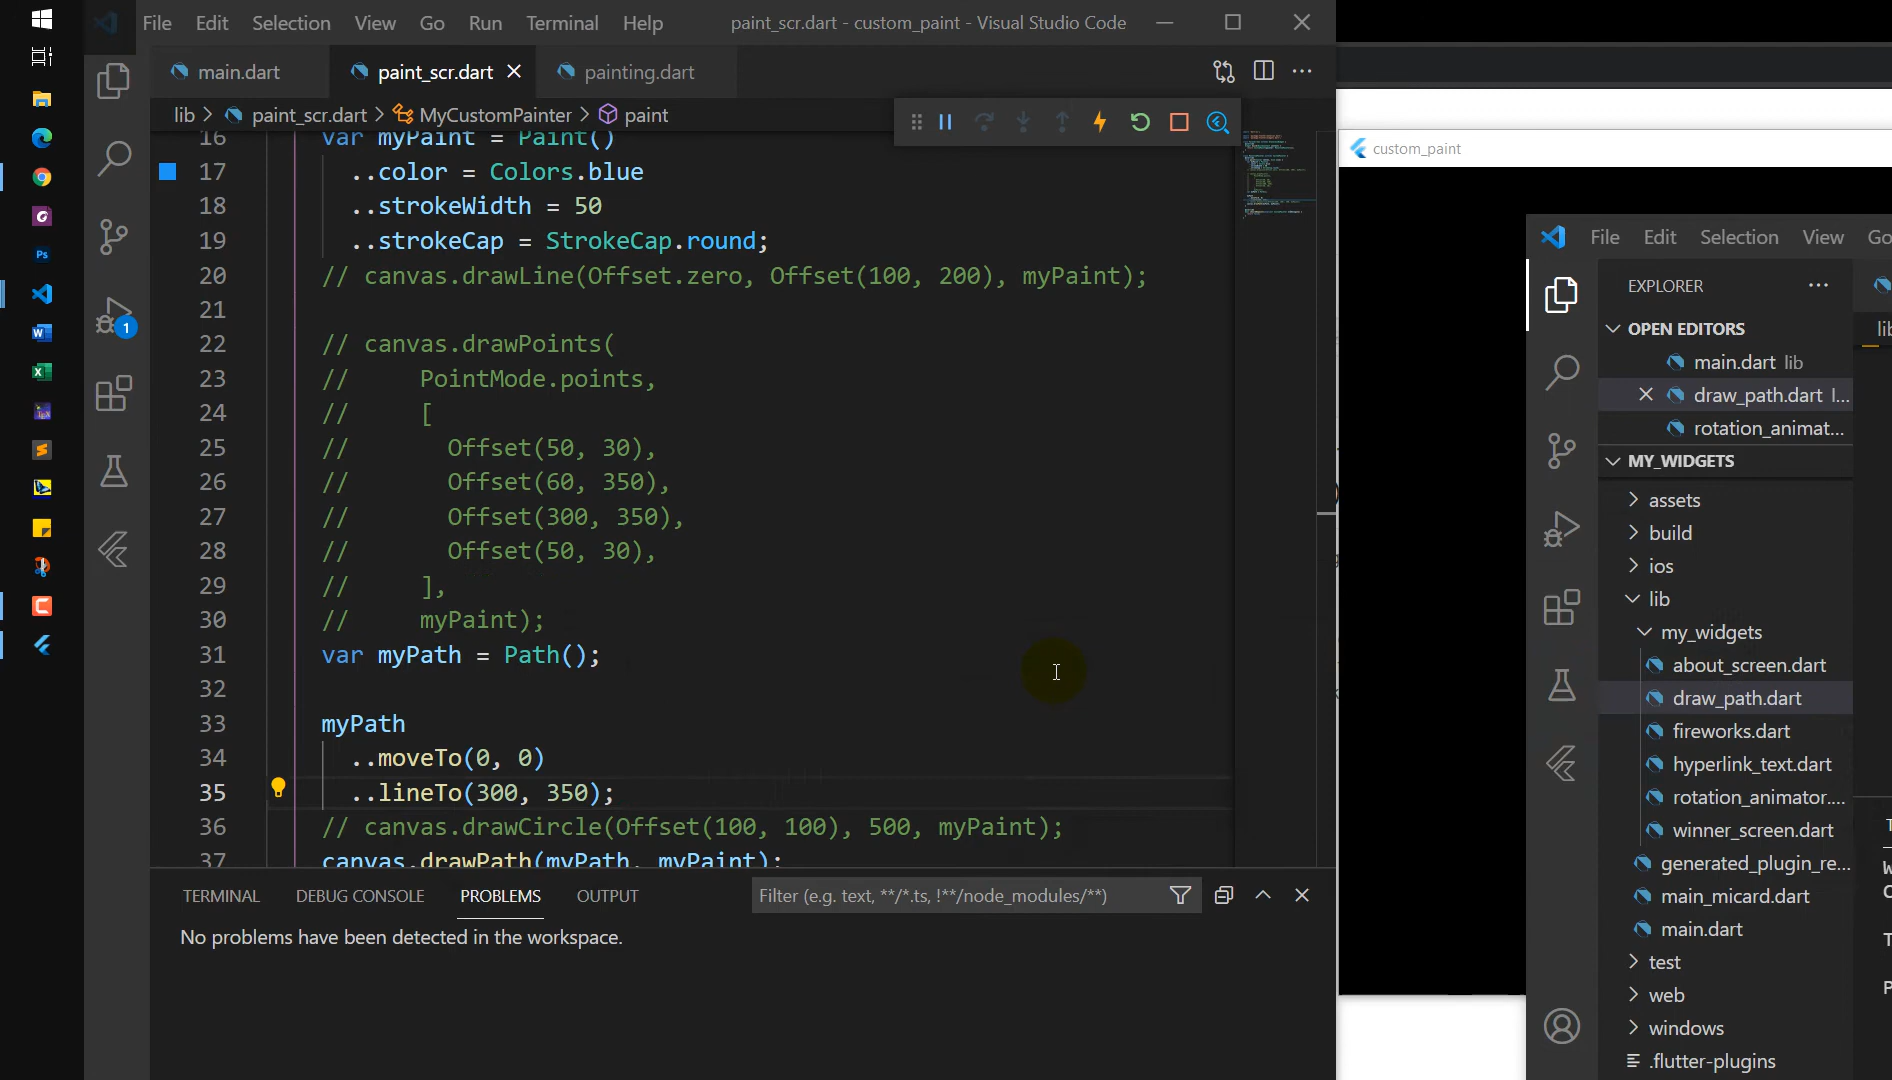 File Edit Selection View Go Run Terminal Help
paint_scr.dart - custom_paint - Visual Studio Code
main.dart
paint_scr.dart
painting.dart
lib > paint_scr.dart > MyCustomPainter > paint
16 var myPaint = Paint()
17 ..color = Colors.blue
18 ..strokeWidth = 50
19 ..strokeCap = StrokeCap.round;
20 // canvas.drawLine(Offset.zero, Offset(100, 200), myPaint);
21
22 // canvas.drawPoints(
23 // PointMode.points,
24 // [
25 // Offset(50, 30),
26 // Offset(60, 350),
27 // Offset(300, 350),
28 // Offset(50, 30),
29 // ],
30 // myPaint);
31 var myPath = Path();
32
33 myPath
34 ..moveTo(0, 0)
35 ..lineTo(300, 350);
36 // canvas.drawCircle(Offset(100, 100), 500, myPaint);
37 canvas.drawPath(myPath, myPaint);
1
TERMINAL DEBUG CONSOLE PROBLEMS OUTPUT
Filter (e.g. text, **/*.ts, !**/node_modules/**)
No problems have been detected in the workspace.
custom_paint
File Edit Selection View Go
EXPLORER
OPEN EDITORS
main.dart lib
draw_path.dart l...
rotation_animat...
MY_WIDGETS
assets
build
ios
lib
my_widgets
about_screen.dart
draw_path.dart
fireworks.dart
hyperlink_text.dart
rotation_animator....
winner_screen.dart
generated_plugin_re...
main_micard.dart
main.dart
test
web
windows
.flutter-plugins